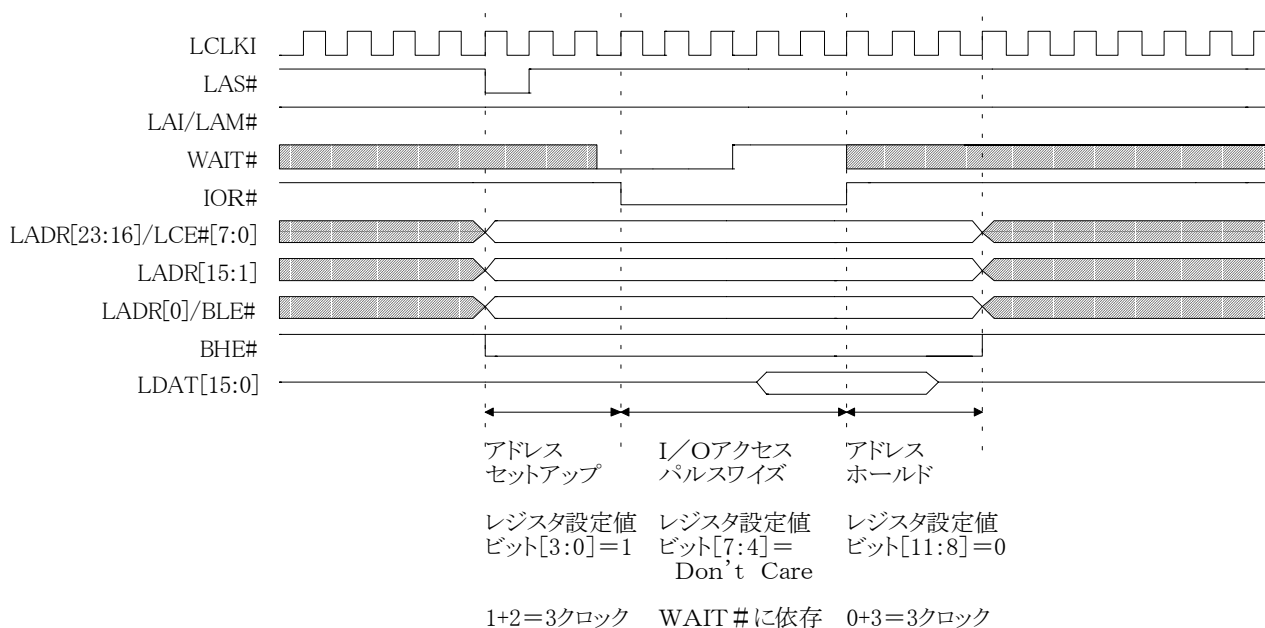 LCLKI
LAS#
LAI/LAM#
WAIT#
IOR#
LADR[23:16]/LCE#[7:0]
LADR[15:1]
LADR[0]/BLE#
BHE#
LDAT[15:0]
アドレス
セットアップ
I/Oアクセス
パルスワイズ
アドレス
ホールド
レジスタ設定値
ビット[3:0]=1
レジスタ設定値
ビット[7:4]=
Don't Care
レジスタ設定値
ビット[11:8]=0
1+2=3クロック
WAIT#に依存
0+3=3クロック